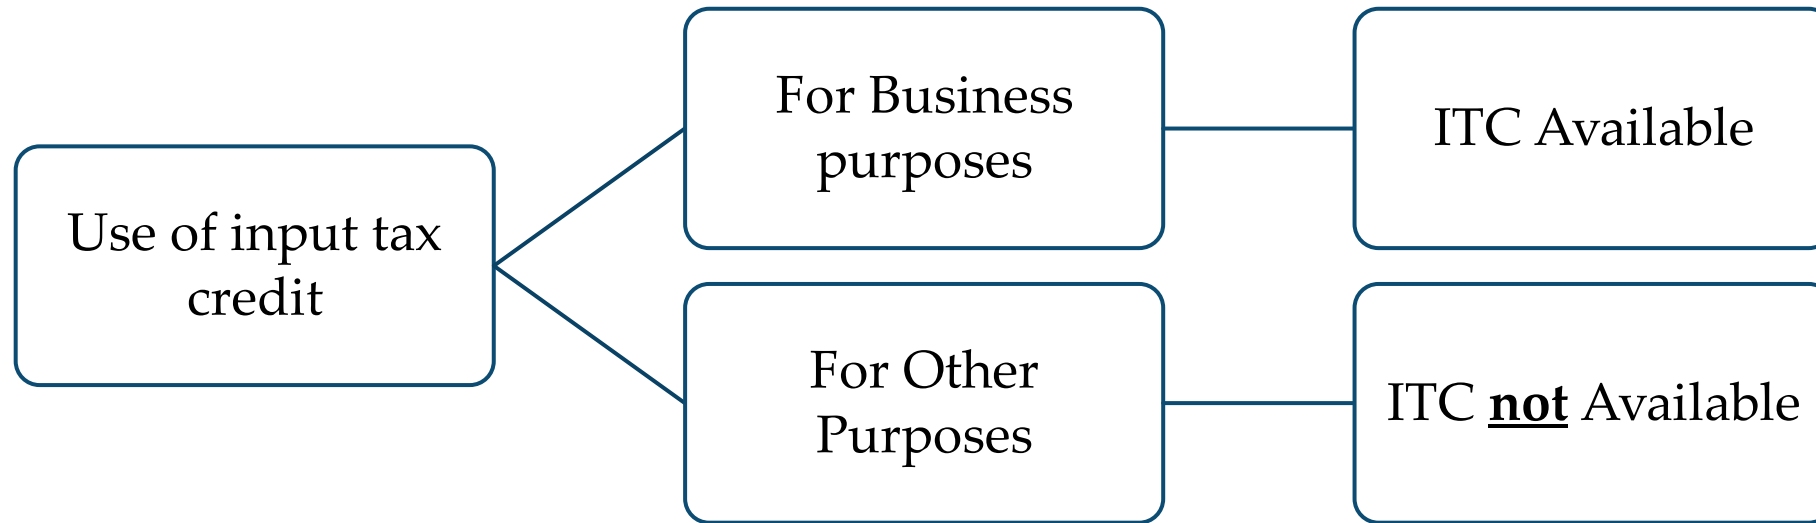 Use of input tax
credit
For Business
purposes
ITC Available
For Other
Purposes
ITC not Available